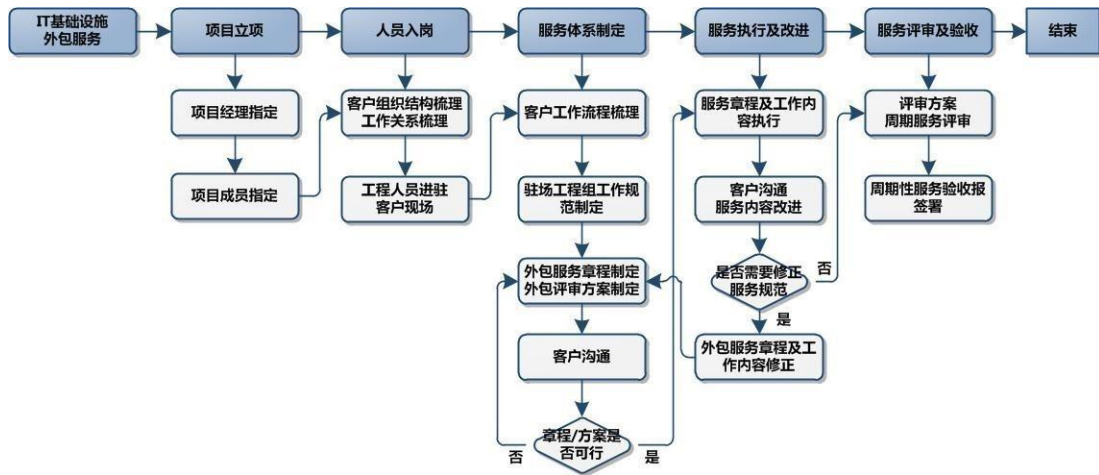 IT基础设施
外包服务
项目立项
人员入岗
服务体系制定
服务执行及改进
服务评审及验收
结束
项目经理指定
项目成员指定
客户组织结构梳理
工作关系梳理
工程人员进驻
客户现场
客户工作流程梳理
驻场工程组工作规
范制定
外包服务章程制定
外包评审方案制定
客户沟通
章程/方案是
否可行
否
是
服务章程及工作内
容执行
客户沟通
服务内容改进
是否需要修正
服务规范
否
是
外包服务章程及工
作内容修正
评审方案
周期服务评审
周期性服务验收报
签署